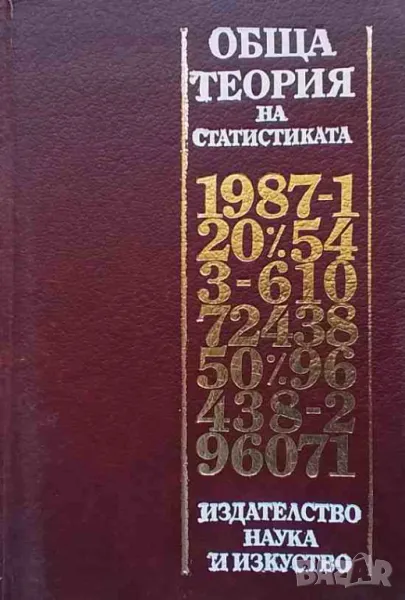 ОБЩА
ТЕОРИЯ
НА
СТАТИСТИКАТА
1987-1
20%54
3-610
72438
50%96
438-2
96071
ИЗДАТЕЛСТВО
НАУКА
И ИЗКУСТВО
BAZAR